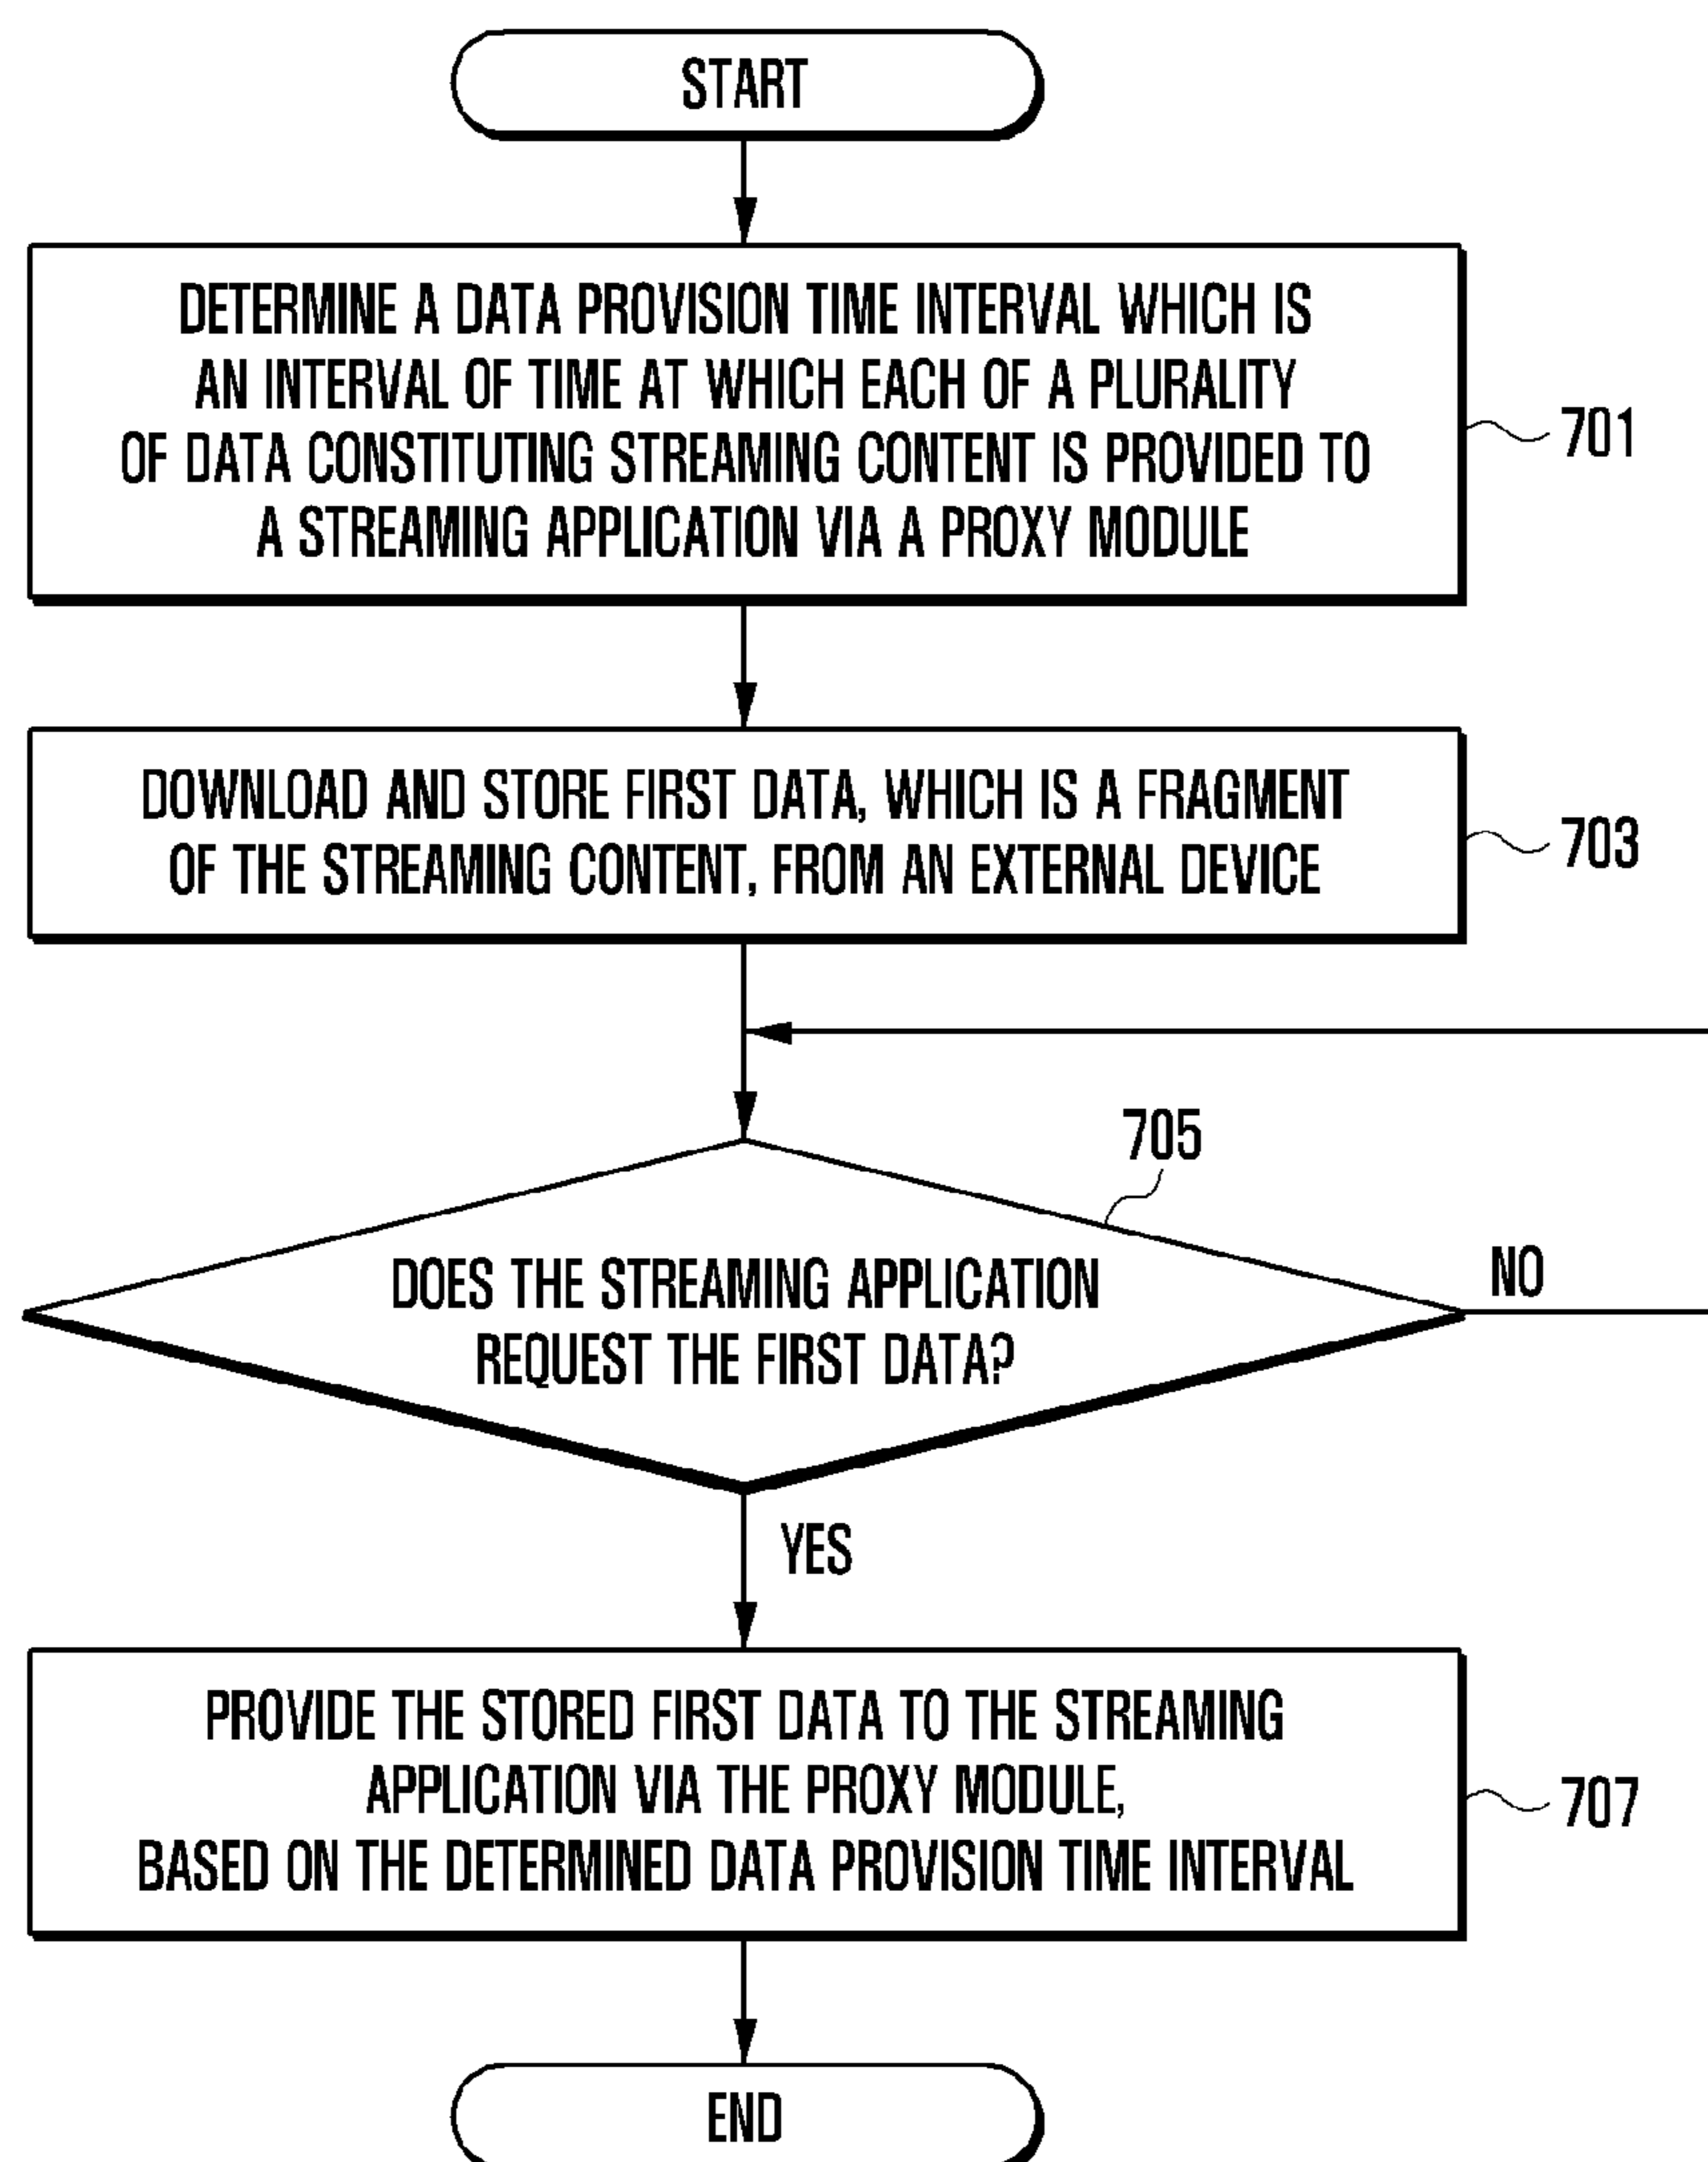 START
DETERMINE A DATA PROVISION TIME INTERVAL WHICH IS
AN INTERVAL OF TIME AT WHICH EACH OF A PLURALITY
OF DATA CONSTITUTING STREAMING CONTENT IS PROVIDED TO
A STREAMING APPLICATION VIA A PROXY MODULE
701
DOWNLOAD AND STORE FIRST DATA, WHICH IS A FRAGMENT
OF THE STREAMING CONTENT, FROM AN EXTERNAL DEVICE
703
705
DOES THE STREAMING APPLICATION
REQUEST THE FIRST DATA?
NO
YES
PROVIDE THE STORED FIRST DATA TO THE STREAMING
APPLICATION VIA THE PROXY MODULE,
BASED ON THE DETERMINED DATA PROVISION TIME INTERVAL
707
END